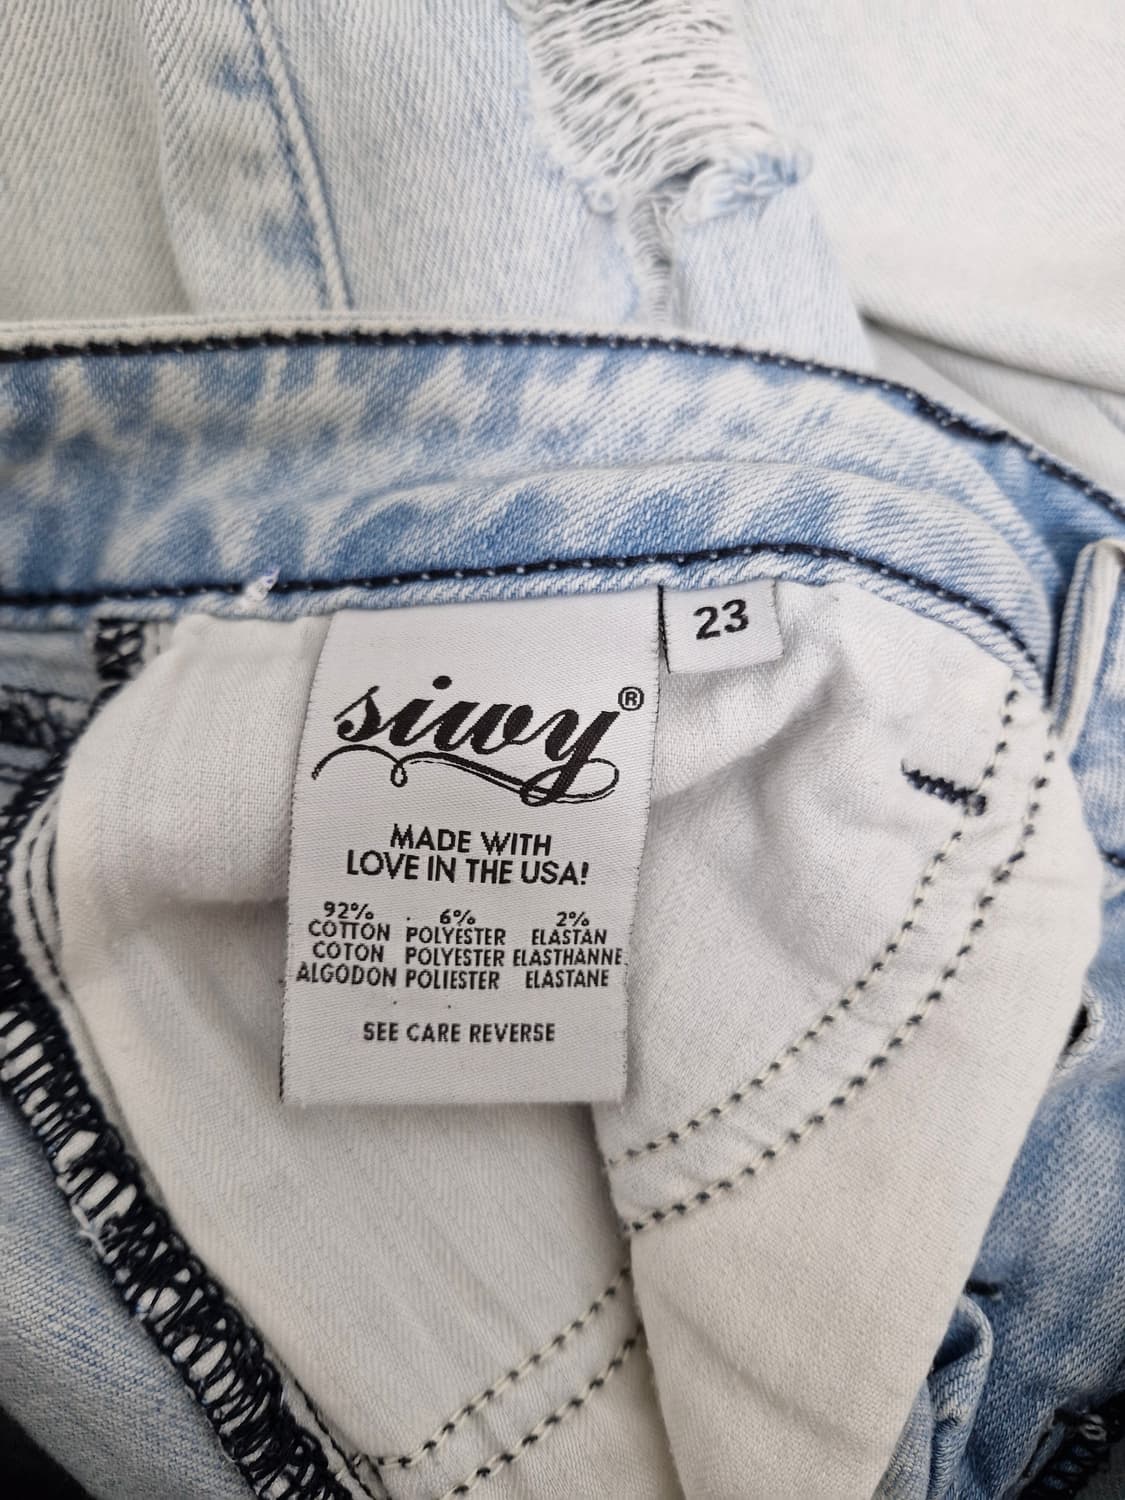 23
siwy®
MADE WITH
LOVE IN THE USA!
92% 6% 2%
COTTON POLYESTER ELASTAN
COTON POLYESTER ELASTHANNE
ALGODON POLIESTER ELASTANE
SEE CARE REVERSE